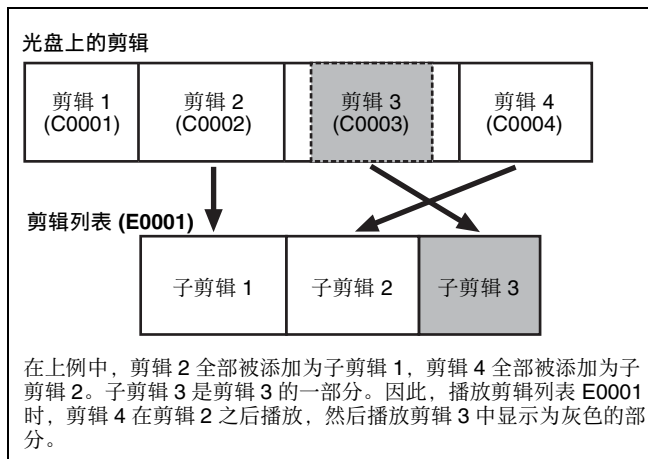 光盘上的剪辑
剪辑 1
(C0001)
剪辑 2
(C0002)
剪辑 3
(C0003)
剪辑 4
(C0004)
剪辑列表 (E0001)
子剪辑 1
子剪辑 2
子剪辑 3
在上例中，剪辑 2 全部被添加为子剪辑 1，剪辑 4 全部被添加为子
剪辑 2。子剪辑 3 是剪辑 3 的一部分。因此，播放剪辑列表 E0001
时，剪辑 4 在剪辑 2 之后播放，然后播放剪辑 3 中显示为灰色的部
分。